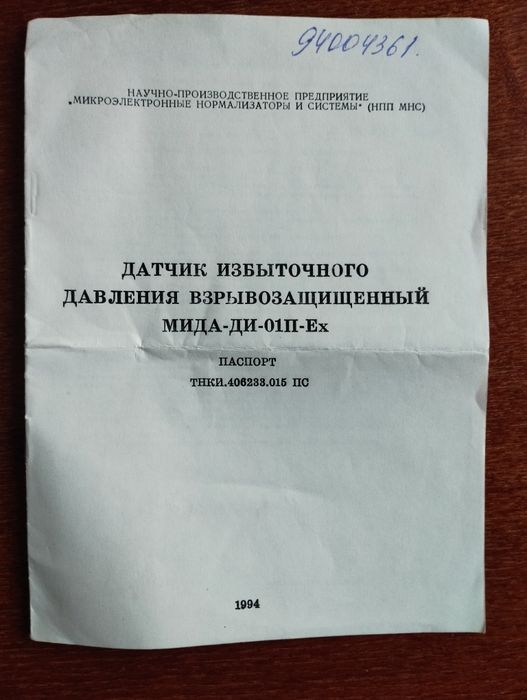 94004361.
НАУЧНО-ПРОИЗВОДСТВЕННОЕ ПРЕДПРИЯТИЕ
„МИКРОЭЛЕКТРОННЫЕ НОРМАЛИЗАТОРЫ И СИСТЕМЫ“ (НПП МНС)
ДАТЧИК ИЗБЫТОЧНОГО
ДАВЛЕНИЯ ВЗРЫВОЗАЩИЩЕННЫЙ
МИДА-ДИ-01П-Ех
ПАСПОРТ
ТНКИ.406233.015 ПС
1994